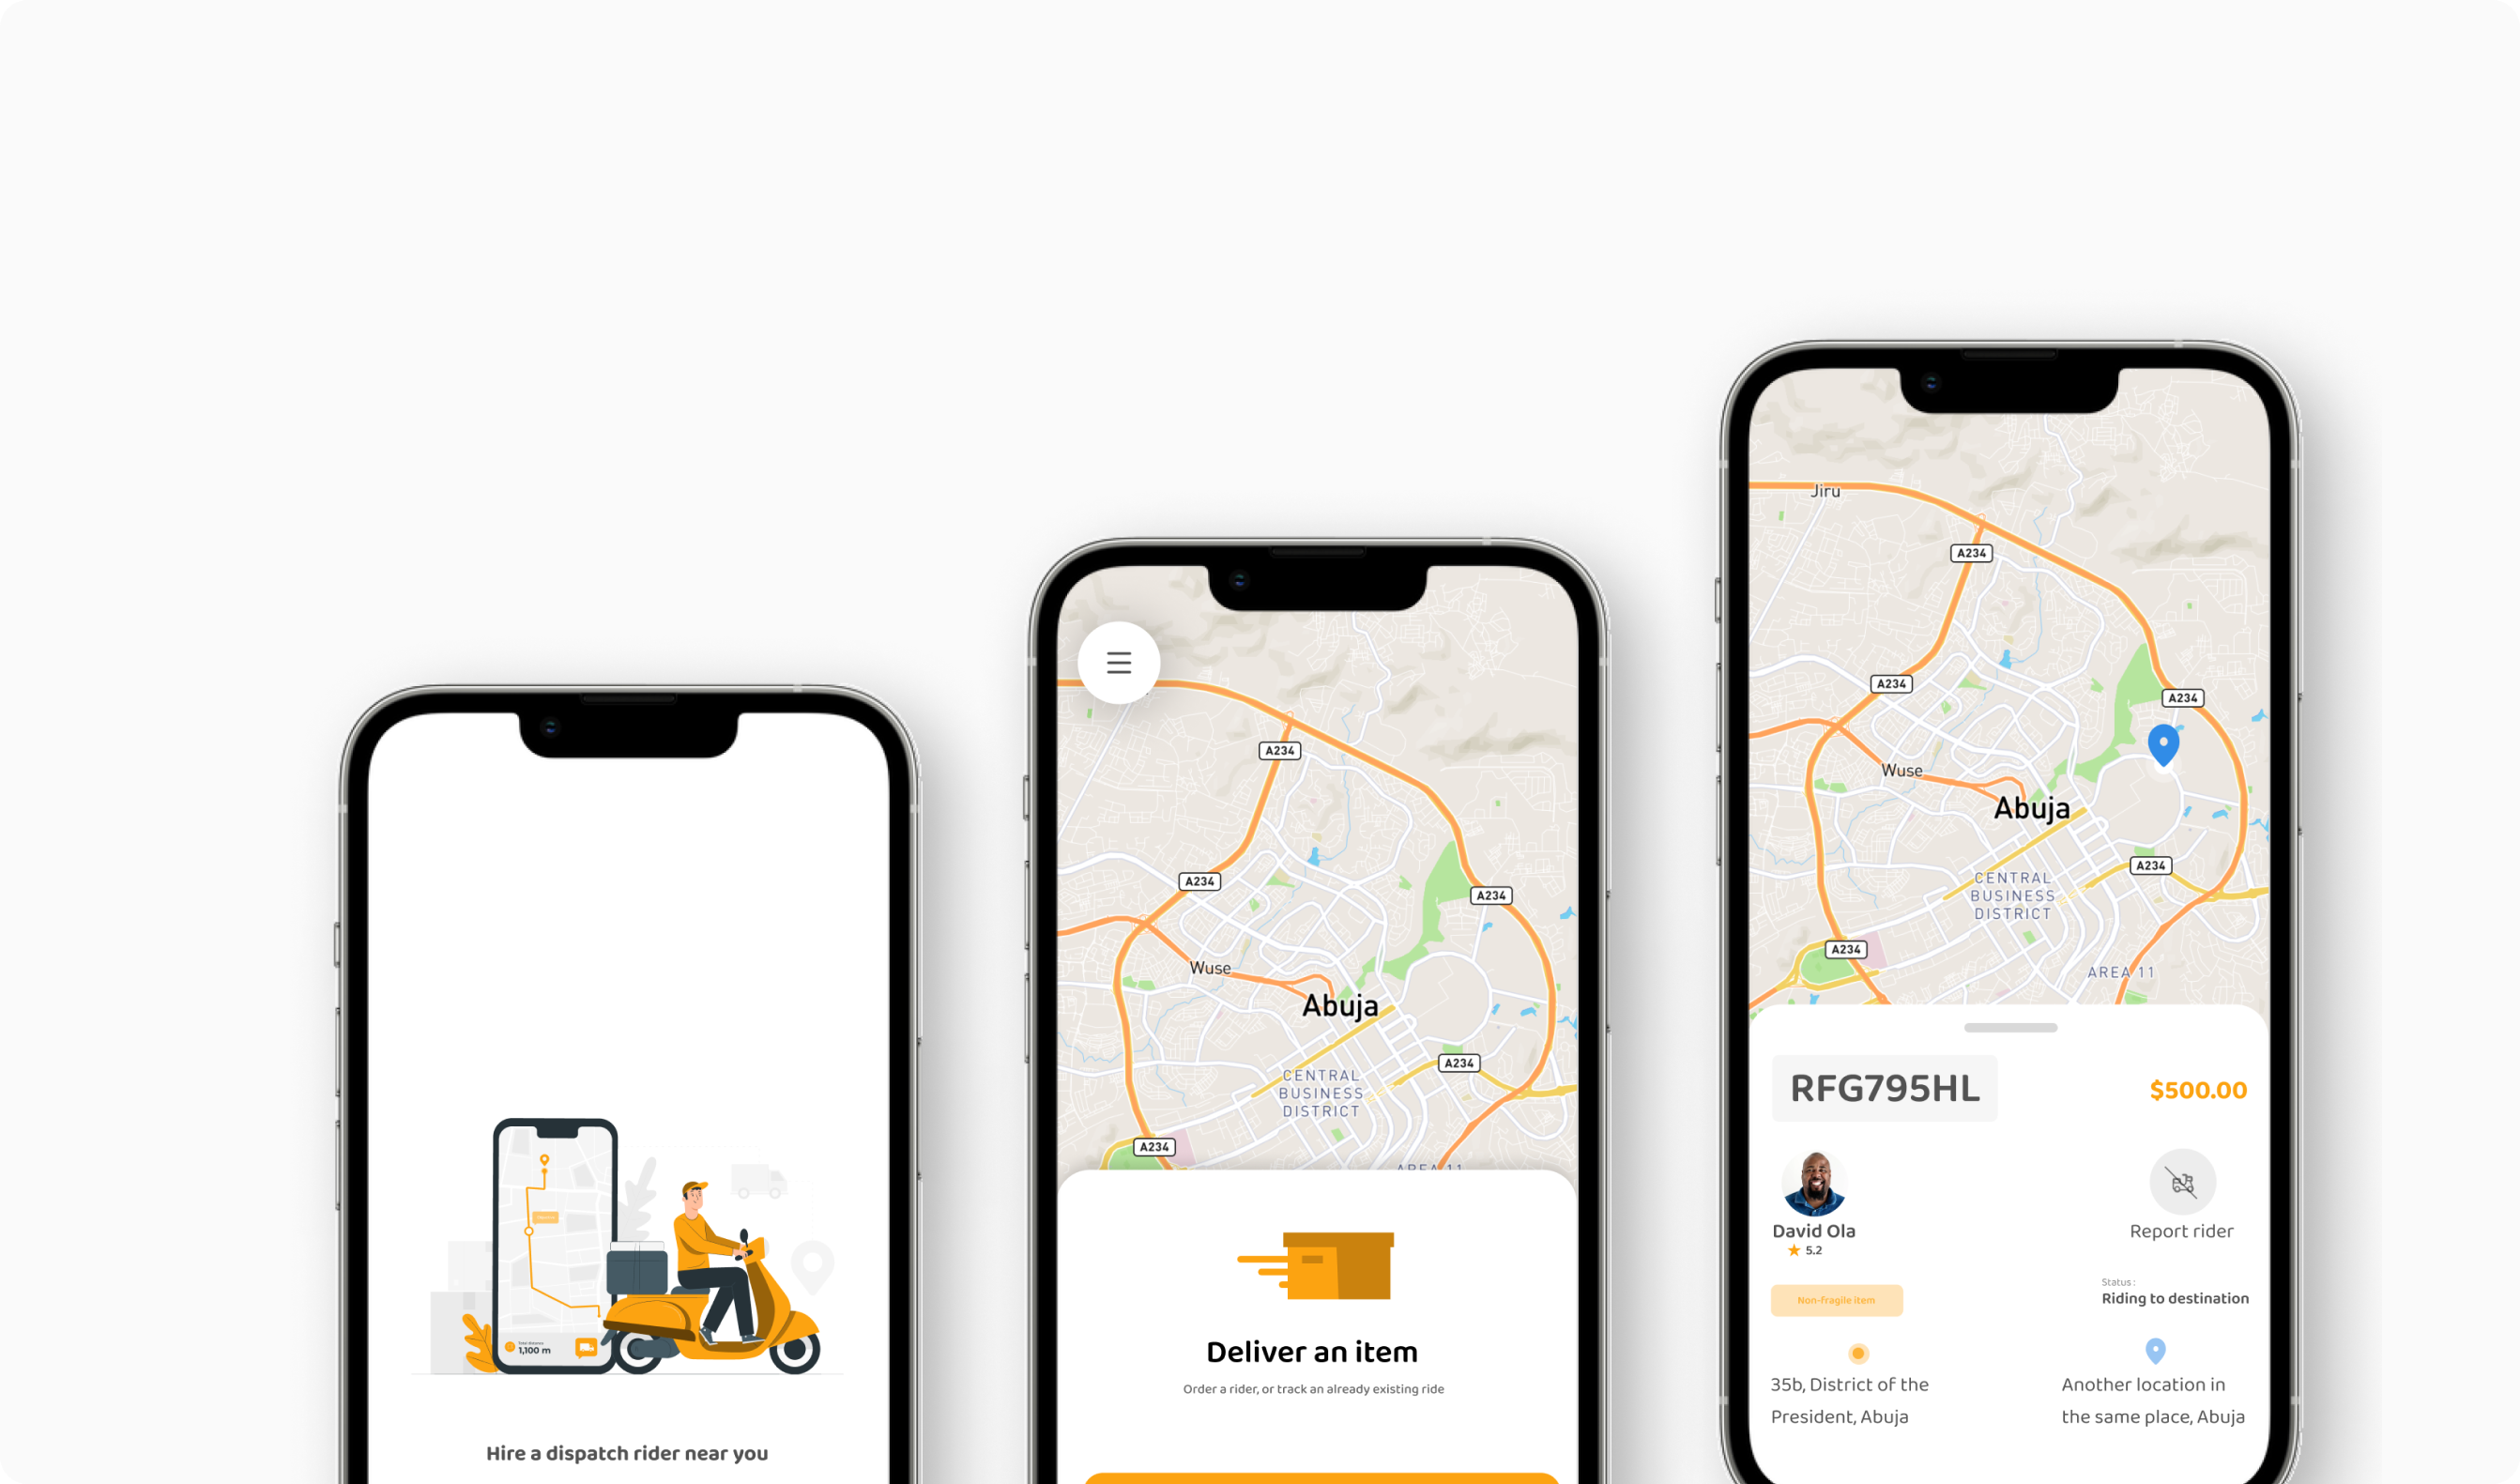 1,100 m
Hire a dispatch rider near you
A234
A234
A234
Wuse
Abuja
A234
CENTRAL
BUSINESS
DISTRICT
A234
AREA 11
Deliver an item
Order a rider, or track an already existing ride
Jiru
A234
A234
A234
Wuse
Abuja
A234
CENTRAL
BUSINESS
DISTRICT
A234
AREA 11
RFG795HL
$500.00
David Ola
5.2
Report rider
Non-fragile item
Status :
Riding to destination
35b, District of the
President, Abuja
Another location in
the same place, Abuja